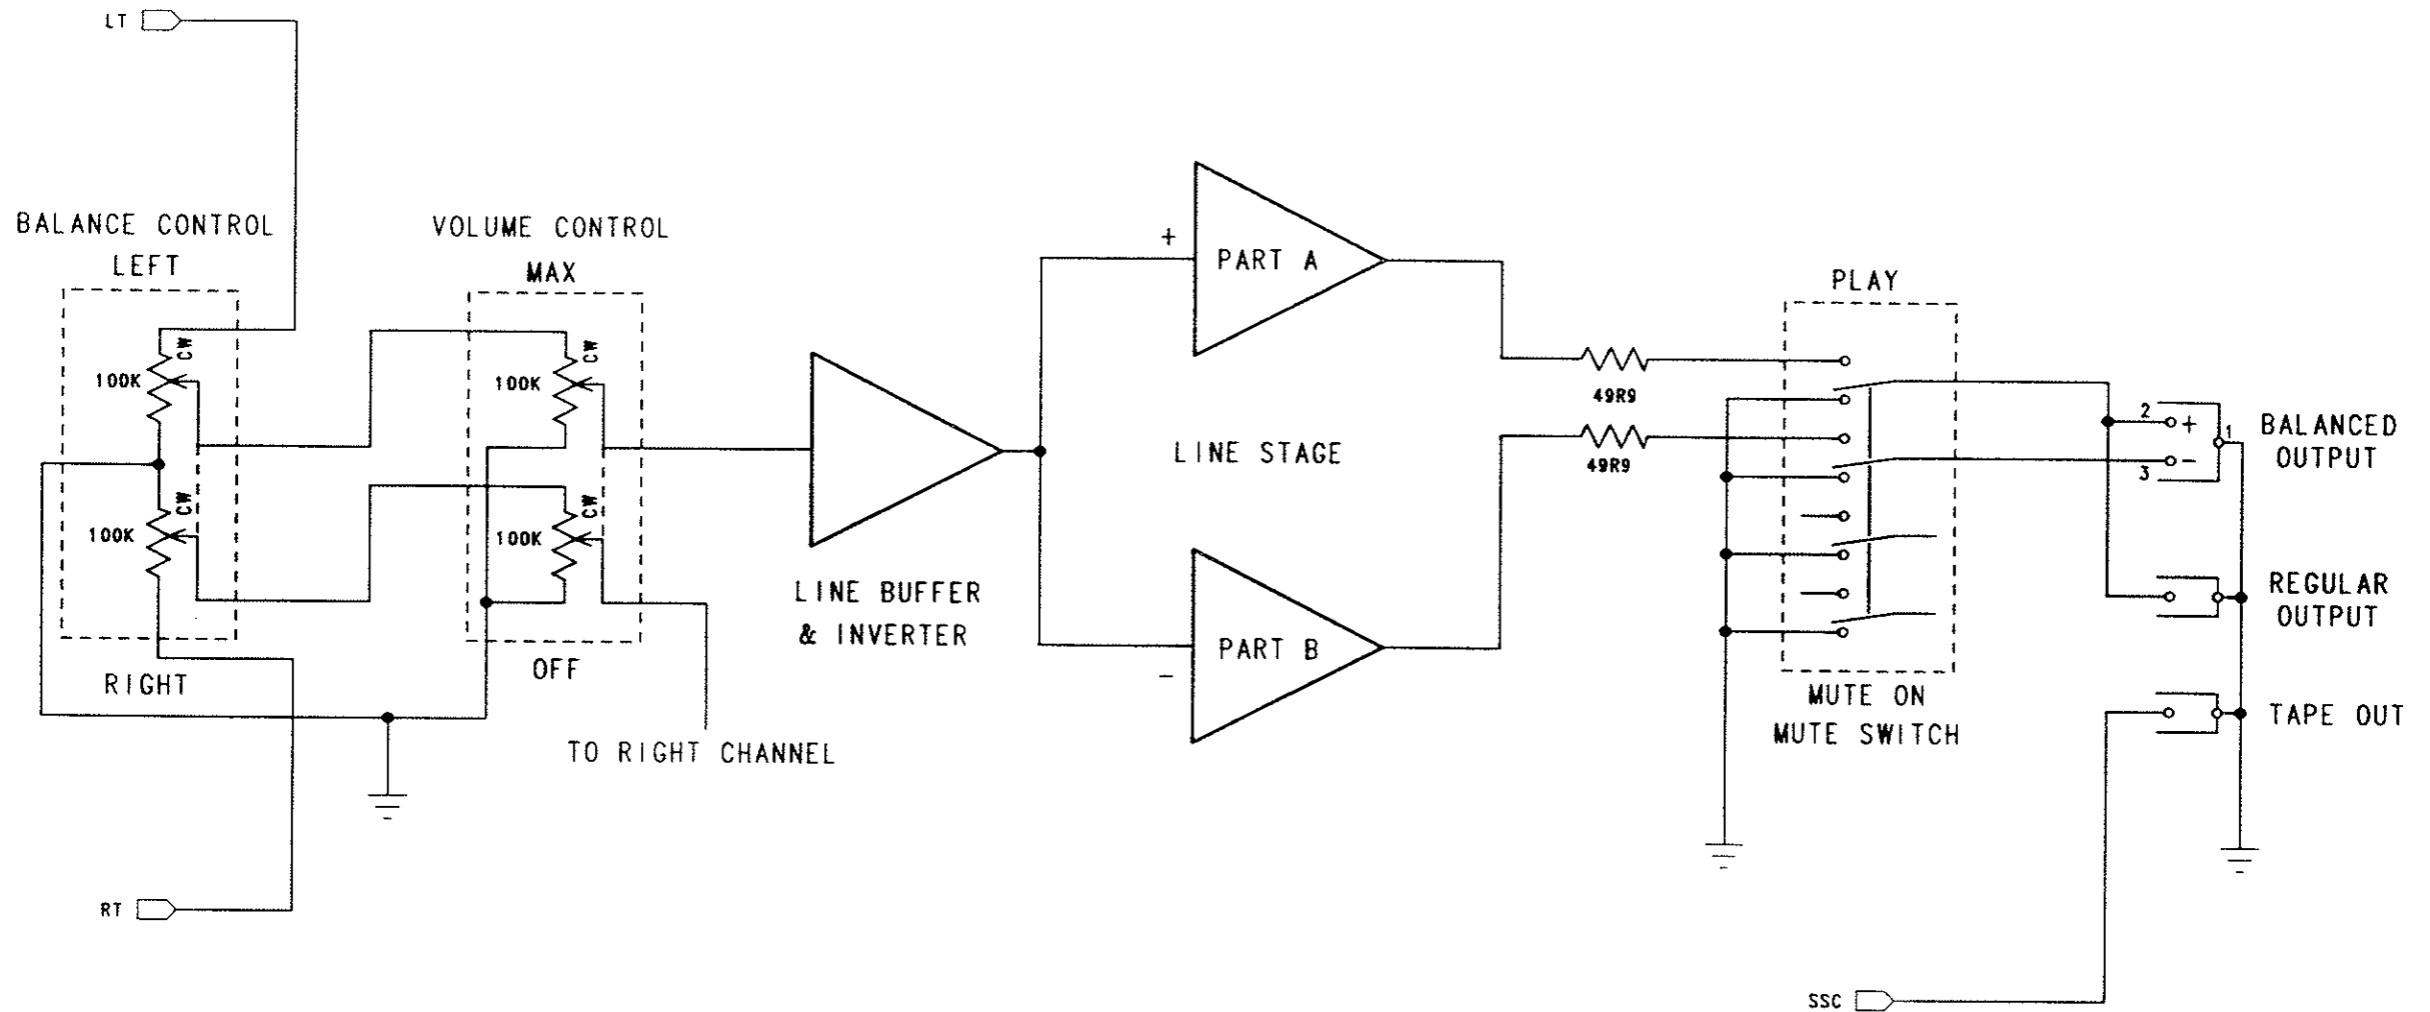 LT
BALANCE CONTROL
LEFT
CW
100K
CW
100K
RIGHT
RT
VOLUME CONTROL
MAX
CW
100K
CW
100K
OFF
TO RIGHT CHANNEL
LINE BUFFER
& INVERTER
+
PART A
LINE STAGE
PART B
−
49R9
49R9
PLAY
MUTE ON
MUTE SWITCH
2
+
1
−
3
BALANCED
OUTPUT
REGULAR
OUTPUT
TAPE OUT
SSC